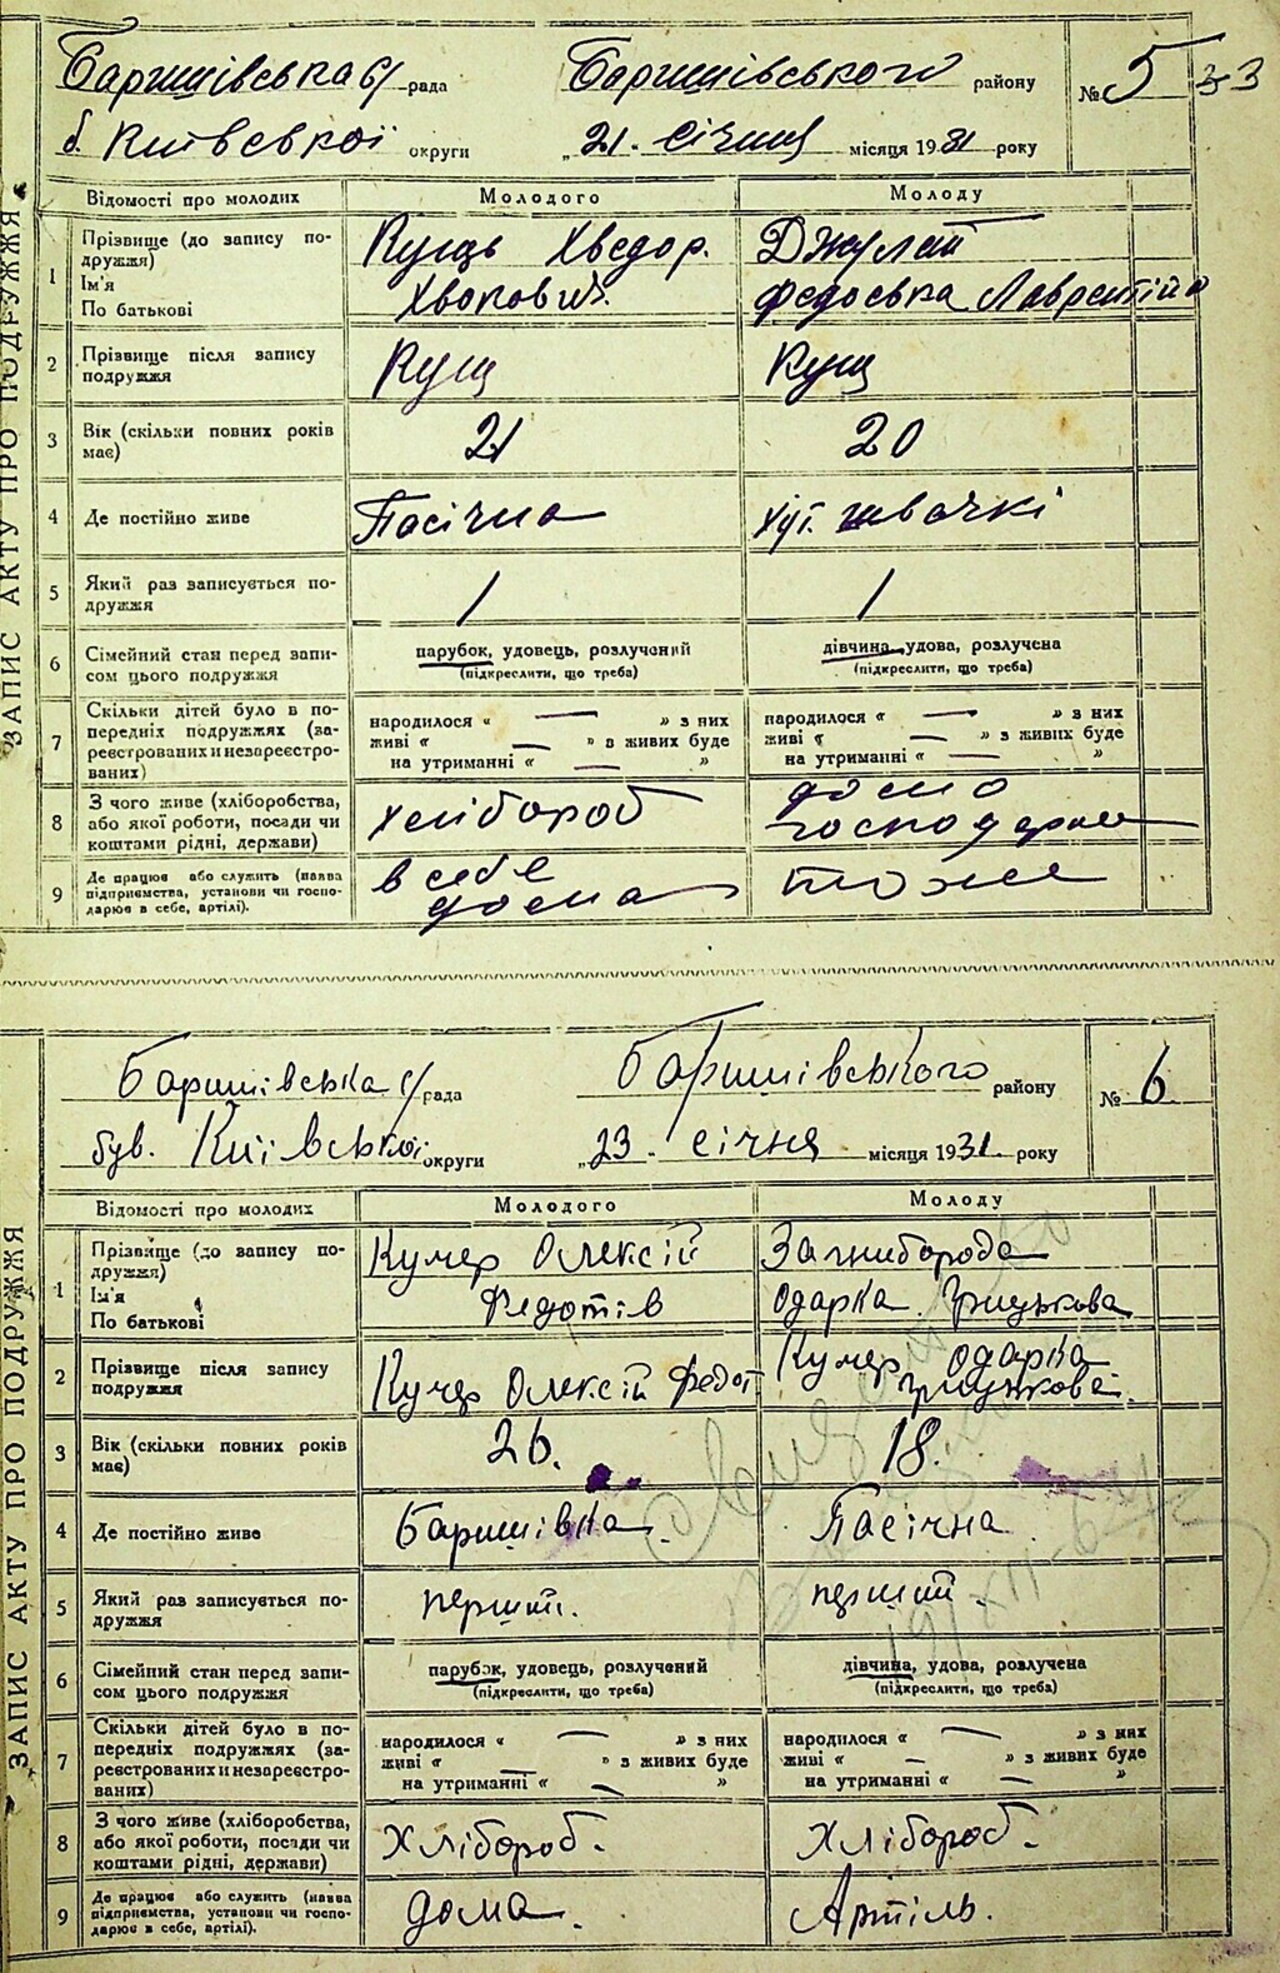 Баришівська с/рада Баришівського району № 5 33
б. Київської округи „21. січня місяця 1931 року
ЗАПИС АКТУ ПРО ПОДРУЖЖЯ
Відомості про молодих Молодого Молоду
1 Прізвище (до запису подружжя) Ім'я По батькові
Кущь Хведор.
Джулай
Федоська Лаврентій
2 Прізвище після запису подружжя Кущ Кущ
3 Вік (скільки повних років має) 21 20
4 Де постійно живе Пасічна хут. швачкі
5 Який раз записується подружжя 1 1
6 Сімейний стан перед записом цього подружжя
парубок, удовець, розлучений дівчина, удова, розлучена
(підкреслити, що треба) (підкреслити, що треба)
7 Скільки дітей було в попередніх подружжях (зареєстрованих и незареєстрованих)
народилося « — » з них народилося « — » з них
живі « — » з живих буде живі « — » з живих буде
на утриманні « — » на утриманні « — »
8 З чого живе (хліборобства, або якої роботи, посади чи коштами рідні, держави)
хлібороб домо
господарка
9 Де працює або служить (назва підприємства, установи чи господарює в себе, артілі).
в себе тоже
дома
Баришівська с/рада Баришівського району № 6.
був. Київської округи „23. січня місяця 1931. року
ЗАПИС АКТУ ПРО ПОДРУЖЖЯ
Відомості про молодих Молодого Молоду
1 Прізвище (до запису подружжя) Ім'я По батькові
Кучер Олексій Загниборода
Федотів Одарка Грицькова
2 Прізвище після запису подружжя
Кучер Олексій Федот Кучер Одарка
Грицькова.
3 Вік (скільки повних років має) 26. 18.
4 Де постійно живе Баришівка. Пасічна
5 Який раз записується подружжя перший. перший.
6 Сімейний стан перед записом цього подружжя
парубок, удовець, розлучений дівчина, удова, розлучена
(підкреслити, що треба) (підкреслити, що треба)
7 Скільки дітей було в попередніх подружжях (зареєстрованих и незареєстрованих)
народилося « — » з них народилося « — » з них
живі « — » з живих буде живі « — » з живих буде
на утриманні « — » на утриманні « — »
8 З чого живе (хліборобства, або якої роботи, посади чи коштами рідні, держави)
Хлібороб. Хлібороб.
9 Де працює або служить (назва підприємства, установи чи господарює в себе, артілі).
дома. Артіль.